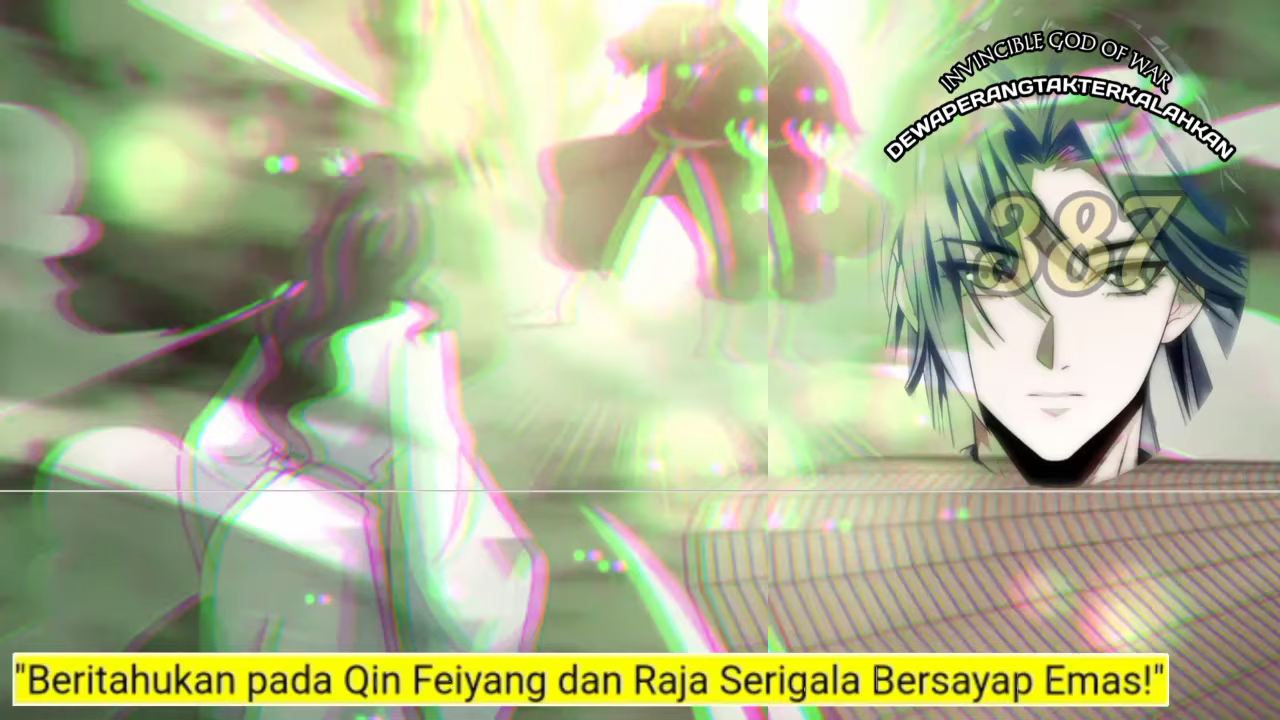 INVINCIBLE GOD OF WAR
DEWAPERANGTAKTERKALAHKAN
387
"Beritahukan pada Qin Feiyang dan Raja Serigala Bersayap Emas!"